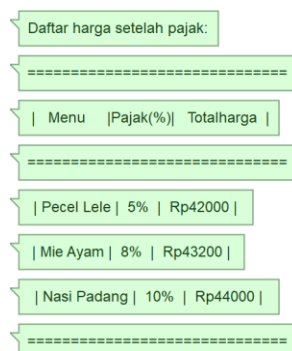 Daftar harga setelah pajak:
==============================
| Menu |Pajak(%)| Totalharga |
==============================
| Pecel Lele | 5% | Rp42000 |
| Mie Ayam | 8% | Rp43200 |
| Nasi Padang | 10% | Rp44000 |
==============================